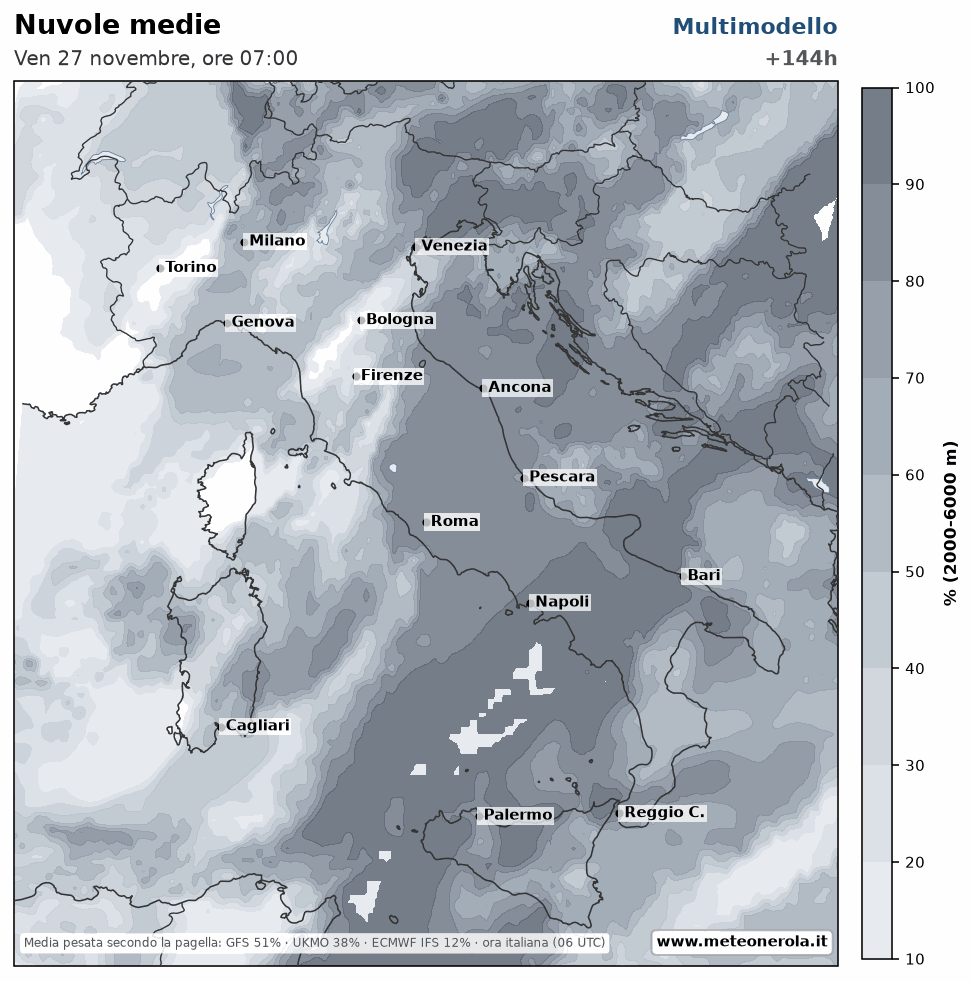 Nuvole medie
Multimodello
Ven 27 novembre, ore 07:00
+144h
Milano
Venezia
Torino
Genova
Bologna
Firenze
Ancona
Pescara
Roma
Bari
Napoli
Cagliari
Palermo
Reggio C.
100
90
80
70
60
50
40
30
20
10
% (2000-6000 m)
Media pesata secondo la pagella: GFS 51% · UKMO 38% · ECMWF IFS 12% · ora italiana (06 UTC)
www.meteonerola.it